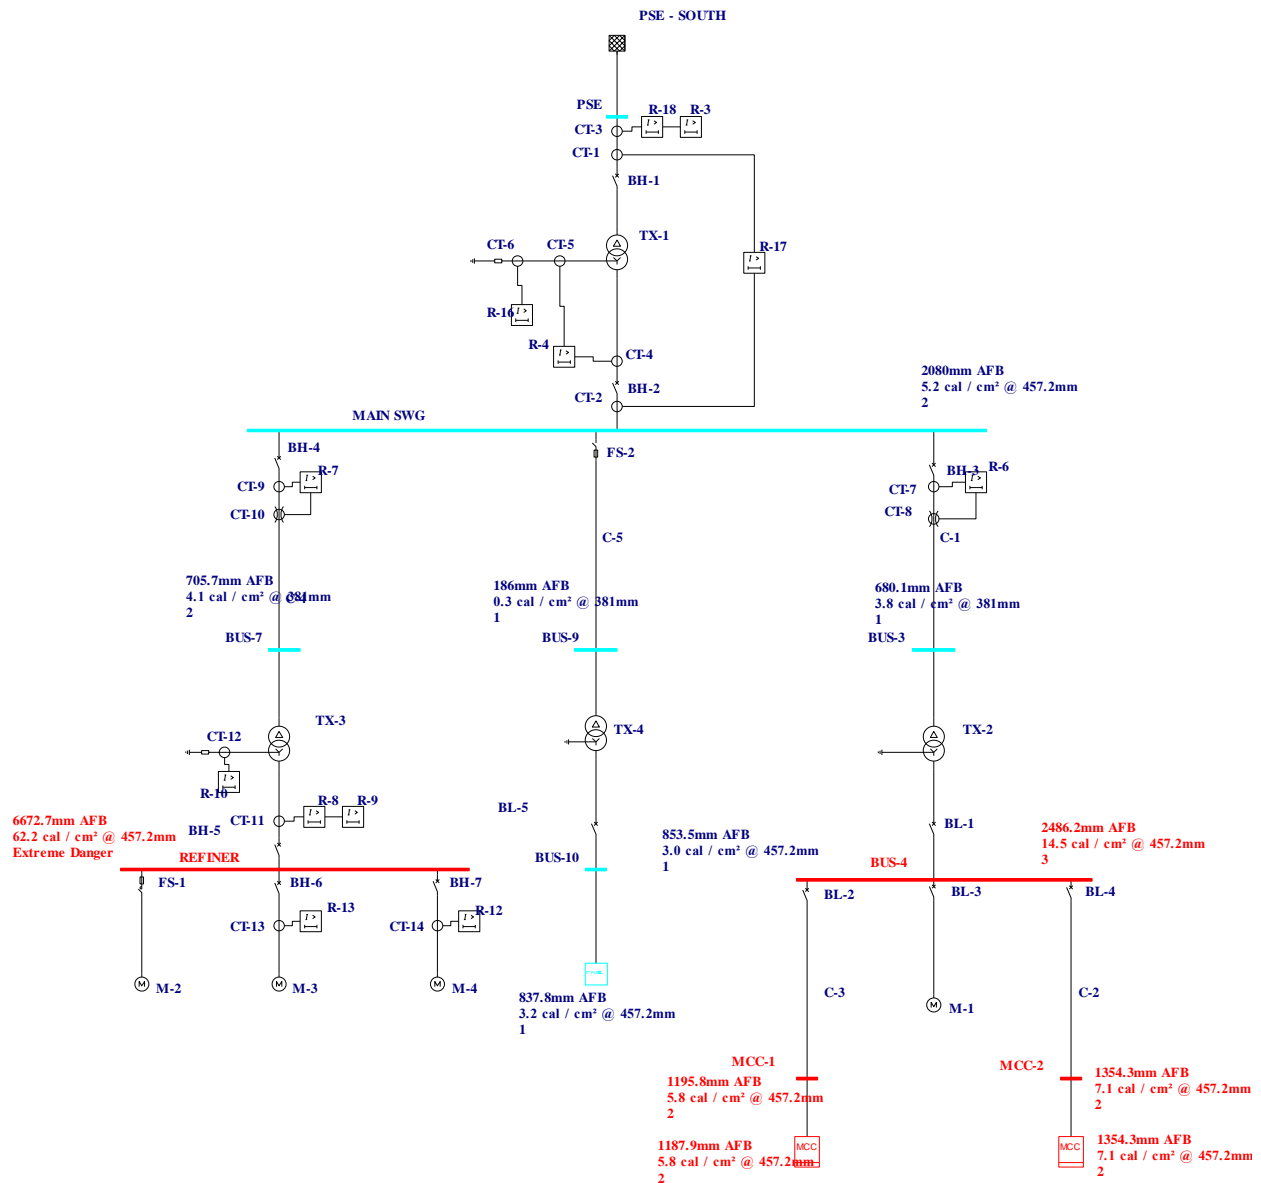 PSE - SOUTH
PSE
R-18
R-3
CT-3
CT-1
BH-1
TX-1
CT-6
CT-5
R-17
R-16
R-4
CT-4
BH-2
CT-2
2080mm AFB
5.2 cal / cm² @ 457.2mm
2
MAIN SWG
BH-4
R-7
CT-9
CT-10
FS-2
BH-3
R-6
CT-7
CT-8
C-5
C-1
705.7mm AFB
4.1 cal / cm² @ 381mm
2
186mm AFB
0.3 cal / cm² @ 381mm
1
680.1mm AFB
3.8 cal / cm² @ 381mm
1
BUS-7
BUS-9
BUS-3
TX-3
TX-4
TX-2
CT-12
R-10
R-8
R-9
CT-11
BH-5
BL-5
BL-1
6672.7mm AFB
62.2 cal / cm² @ 457.2mm
Extreme Danger
REFINER
BUS-10
853.5mm AFB
3.0 cal / cm² @ 457.2mm
1
BUS-4
2486.2mm AFB
14.5 cal / cm² @ 457.2mm
3
FS-1
BH-6
BH-7
BL-2
BL-3
BL-4
R-13
R-12
CT-13
CT-14
M
M-2
M
M-3
M
M-4
837.8mm AFB
3.2 cal / cm² @ 457.2mm
1
C-3
M
M-1
C-2
MCC-1
1195.8mm AFB
5.8 cal / cm² @ 457.2mm
2
MCC-2
1354.3mm AFB
7.1 cal / cm² @ 457.2mm
2
1187.9mm AFB
5.8 cal / cm² @ 457.2mm
2
MCC
MCC
1354.3mm AFB
7.1 cal / cm² @ 457.2mm
2